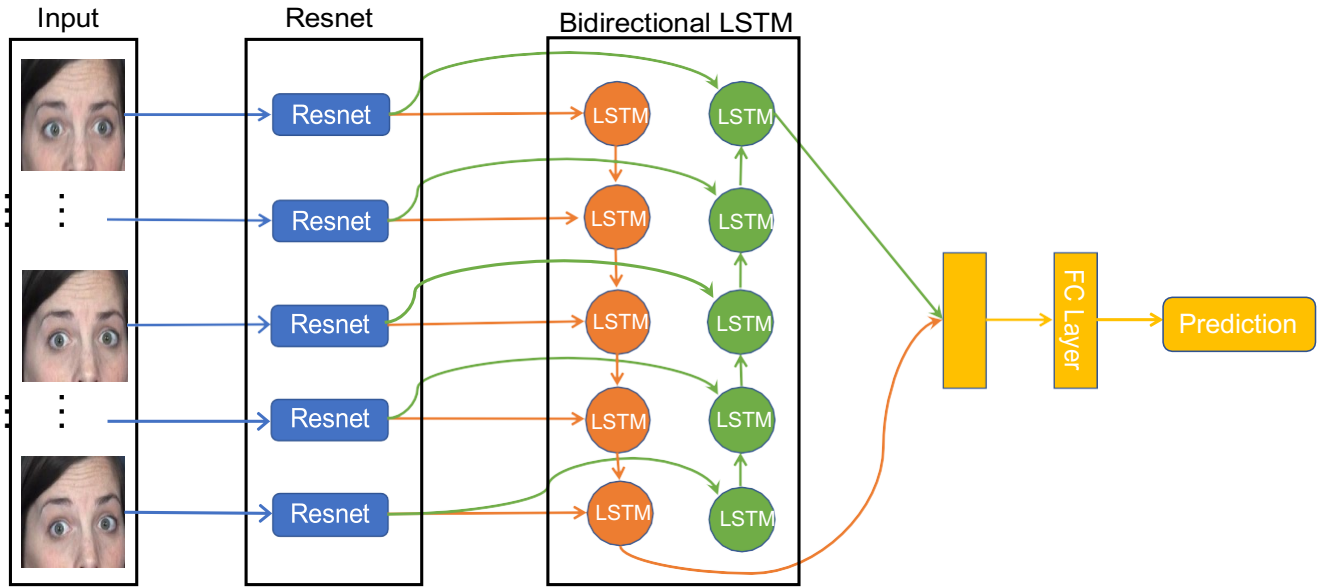 Input
Resnet
Bidirectional LSTM
Resnet
LSTM
LSTM
Resnet
LSTM
LSTM
Resnet
LSTM
LSTM
Resnet
LSTM
LSTM
Resnet
LSTM
LSTM
FC Layer
Prediction